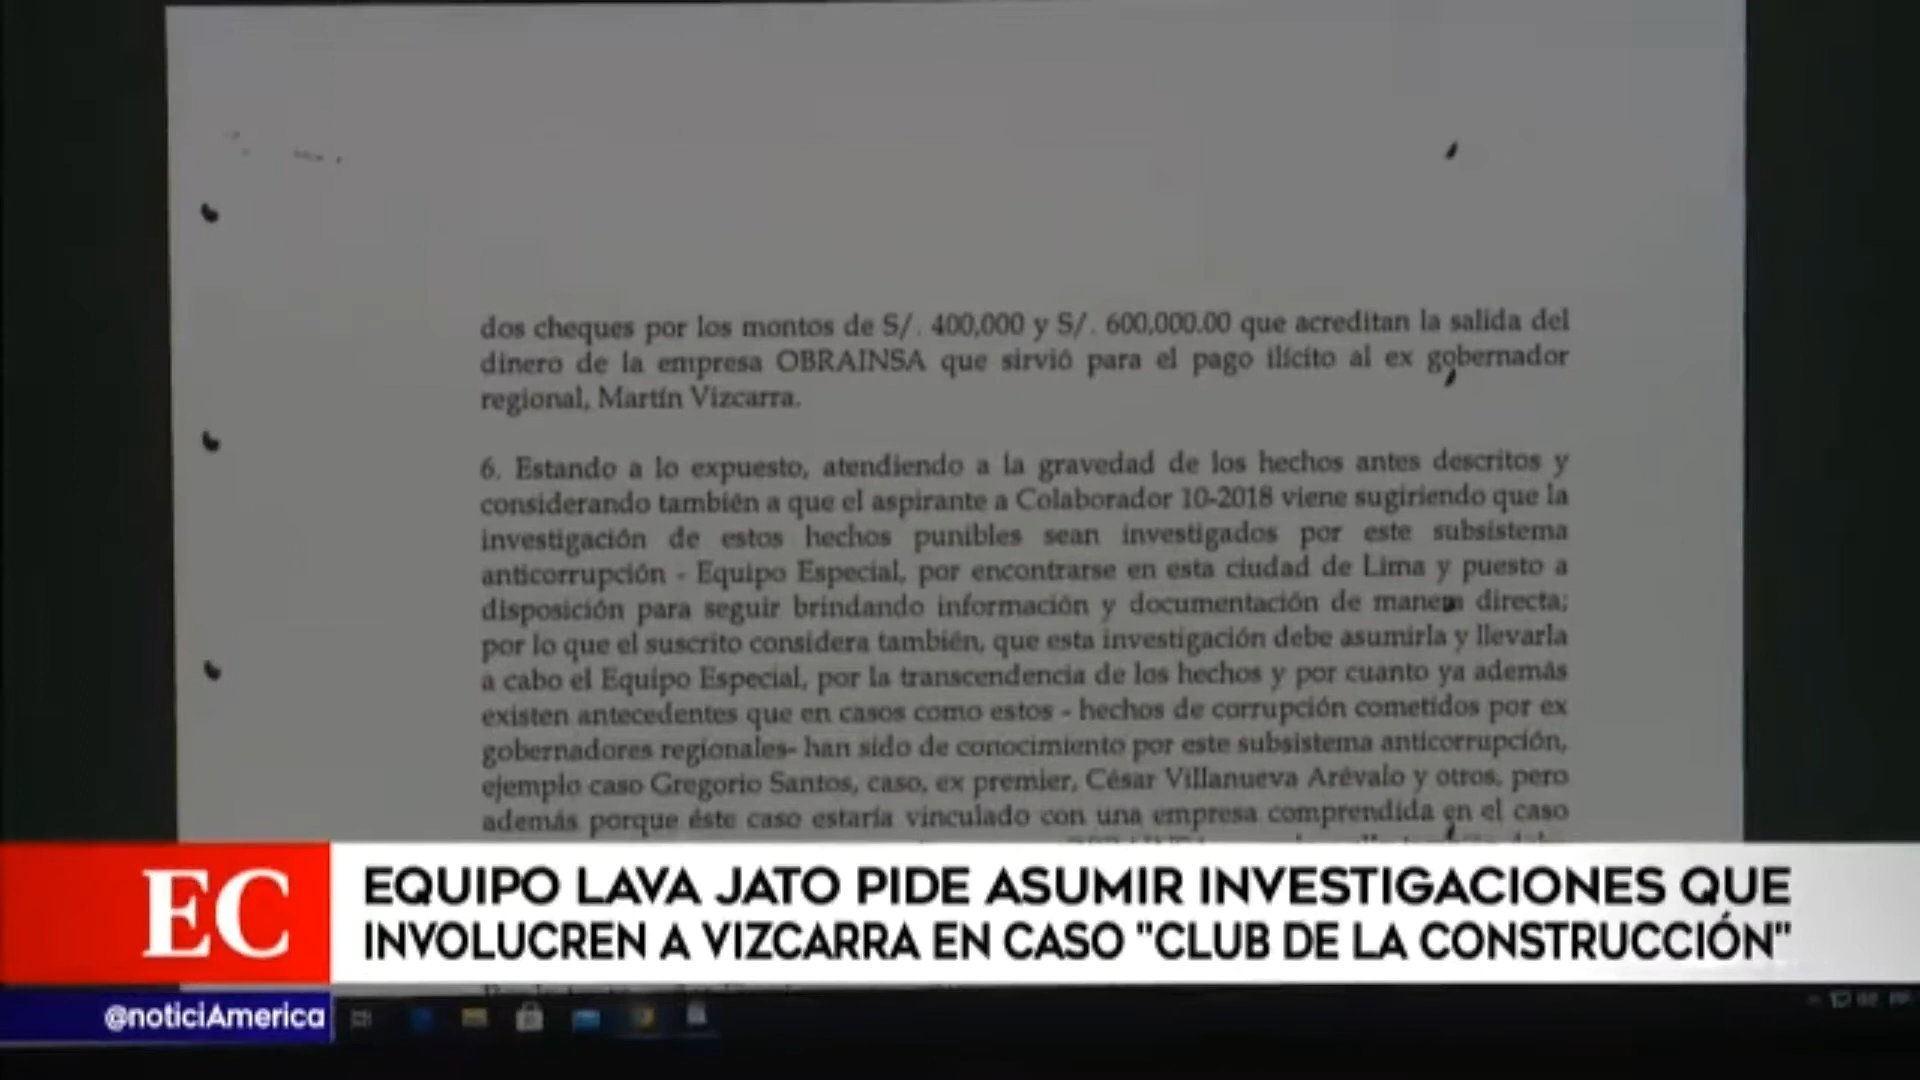 dos cheques por los montos de S/. 400,000 y S/. 600,000.00 que acreditan la salida del
dinero de la empresa OBRAINSA que sirvió para el pago ilícito al ex gobernador
regional, Martín Vizcarra.
6. Estando a lo expuesto, atendiendo a la gravedad de los hechos antes descritos y
considerando también a que el aspirante a Colaborador 10-2018 viene sugiriendo que la
investigación de estos hechos punibles sean investigados por este subsistema
anticorrupción - Equipo Especial, por encontrarse en esta ciudad de Lima y puesto a
disposición para seguir brindando información y documentación de manera directa;
por lo que el suscrito considera también, que esta investigación debe asumirla y llevarla
a cabo el Equipo Especial, por la transcendencia de los hechos y por cuanto ya además
existen antecedentes que en casos como estos - hechos de corrupción cometidos por ex
gobernadores regionales- han sido de conocimiento por este subsistema anticorrupción,
ejemplo caso Gregorio Santos, caso, ex premier, César Villanueva Arévalo y otros, pero
además porque éste caso estaría vinculado con una empresa comprendida en el caso
EC
EQUIPO LAVA JATO PIDE ASUMIR INVESTIGACIONES QUE
INVOLUCREN A VIZCARRA EN CASO "CLUB DE LA CONSTRUCCIÓN"
@noticiAmerica